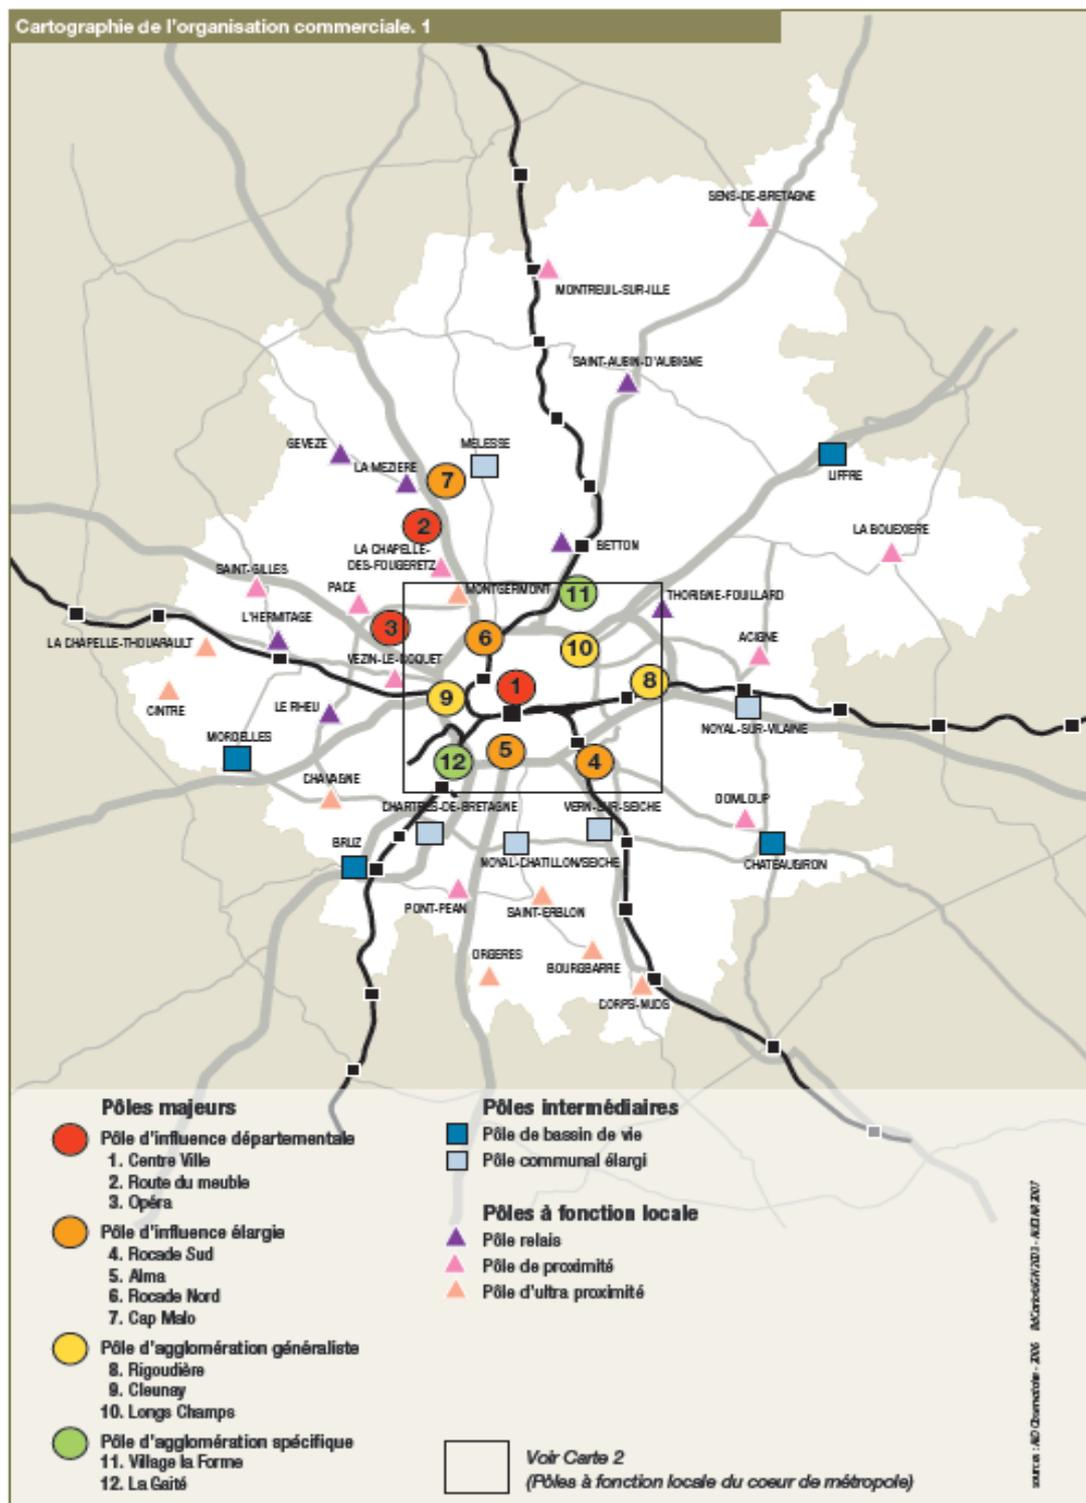 Cartographie de l'organisation commerciale. 1
SENS-DE-BRETAGNE
MONTREUIL-SUR-ILLE
SAINT-AUBIN-D'AUBIGNE
GEVEZE
MELESSE
LA MEZIERE
7
LIFFRE
2
LA BOUEXIERE
BETTON
LA CHAPELLE-
DES-FOUGERETZ
SAINT-GILLES
PACE
MONTGERMONT
11
THORIGNE-FOUILLARD
L'HERMITAGE
3
6
10
ACIGNE
LA CHAPELLE-THOUARAULT
VEZIN-LE-COQUET
1
8
9
CINTRE
LE RHEU
NOYAL-SUR-VILAINE
MORDELLES
5
12
4
CHAVAGNE
CHARTRES-DE-BRETAGNE
VERN-SUR-SEICHE
DOMLOUP
BRUZ
NOYAL-CHATILLON/SEICHE
CHATEAUGIRON
PONT-PEAN
SAINT-ERBLON
ORGERES
BOURGBARRE
CORPS-NUDS
Pôles majeurs
Pôle d'influence départementale
1. Centre Ville
2. Route du meuble
3. Opéra
Pôle d'influence élargie
4. Rocade Sud
5. Alma
6. Rocade Nord
7. Cap Malo
Pôle d'agglomération généraliste
8. Rigoudière
9. Cleunay
10. Longs Champs
Pôle d'agglomération spécifique
11. Village la Forme
12. La Gaité
Pôles intermédiaires
Pôle de bassin de vie
Pôle communal élargi
Pôles à fonction locale
Pôle relais
Pôle de proximité
Pôle d'ultra proximité
Voir Carte 2
(Pôles à fonction locale du coeur de métropole)